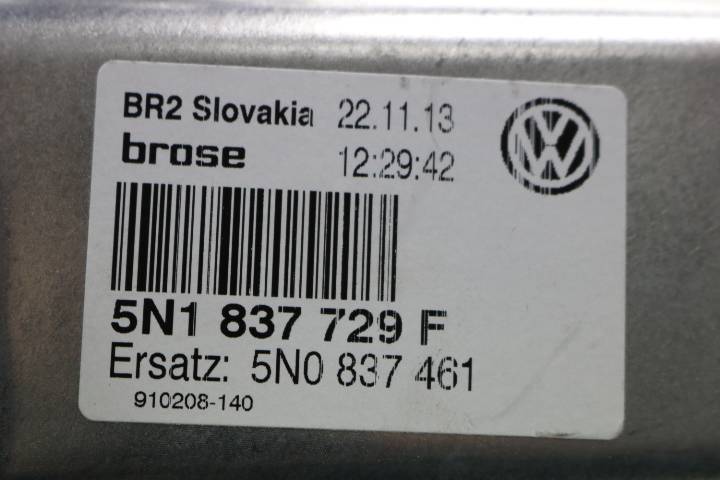 BR2 Slovakia 22.11.13
brose 12:29:42
5N1 837 729 F
Ersatz: 5N0 837 461
910208-140